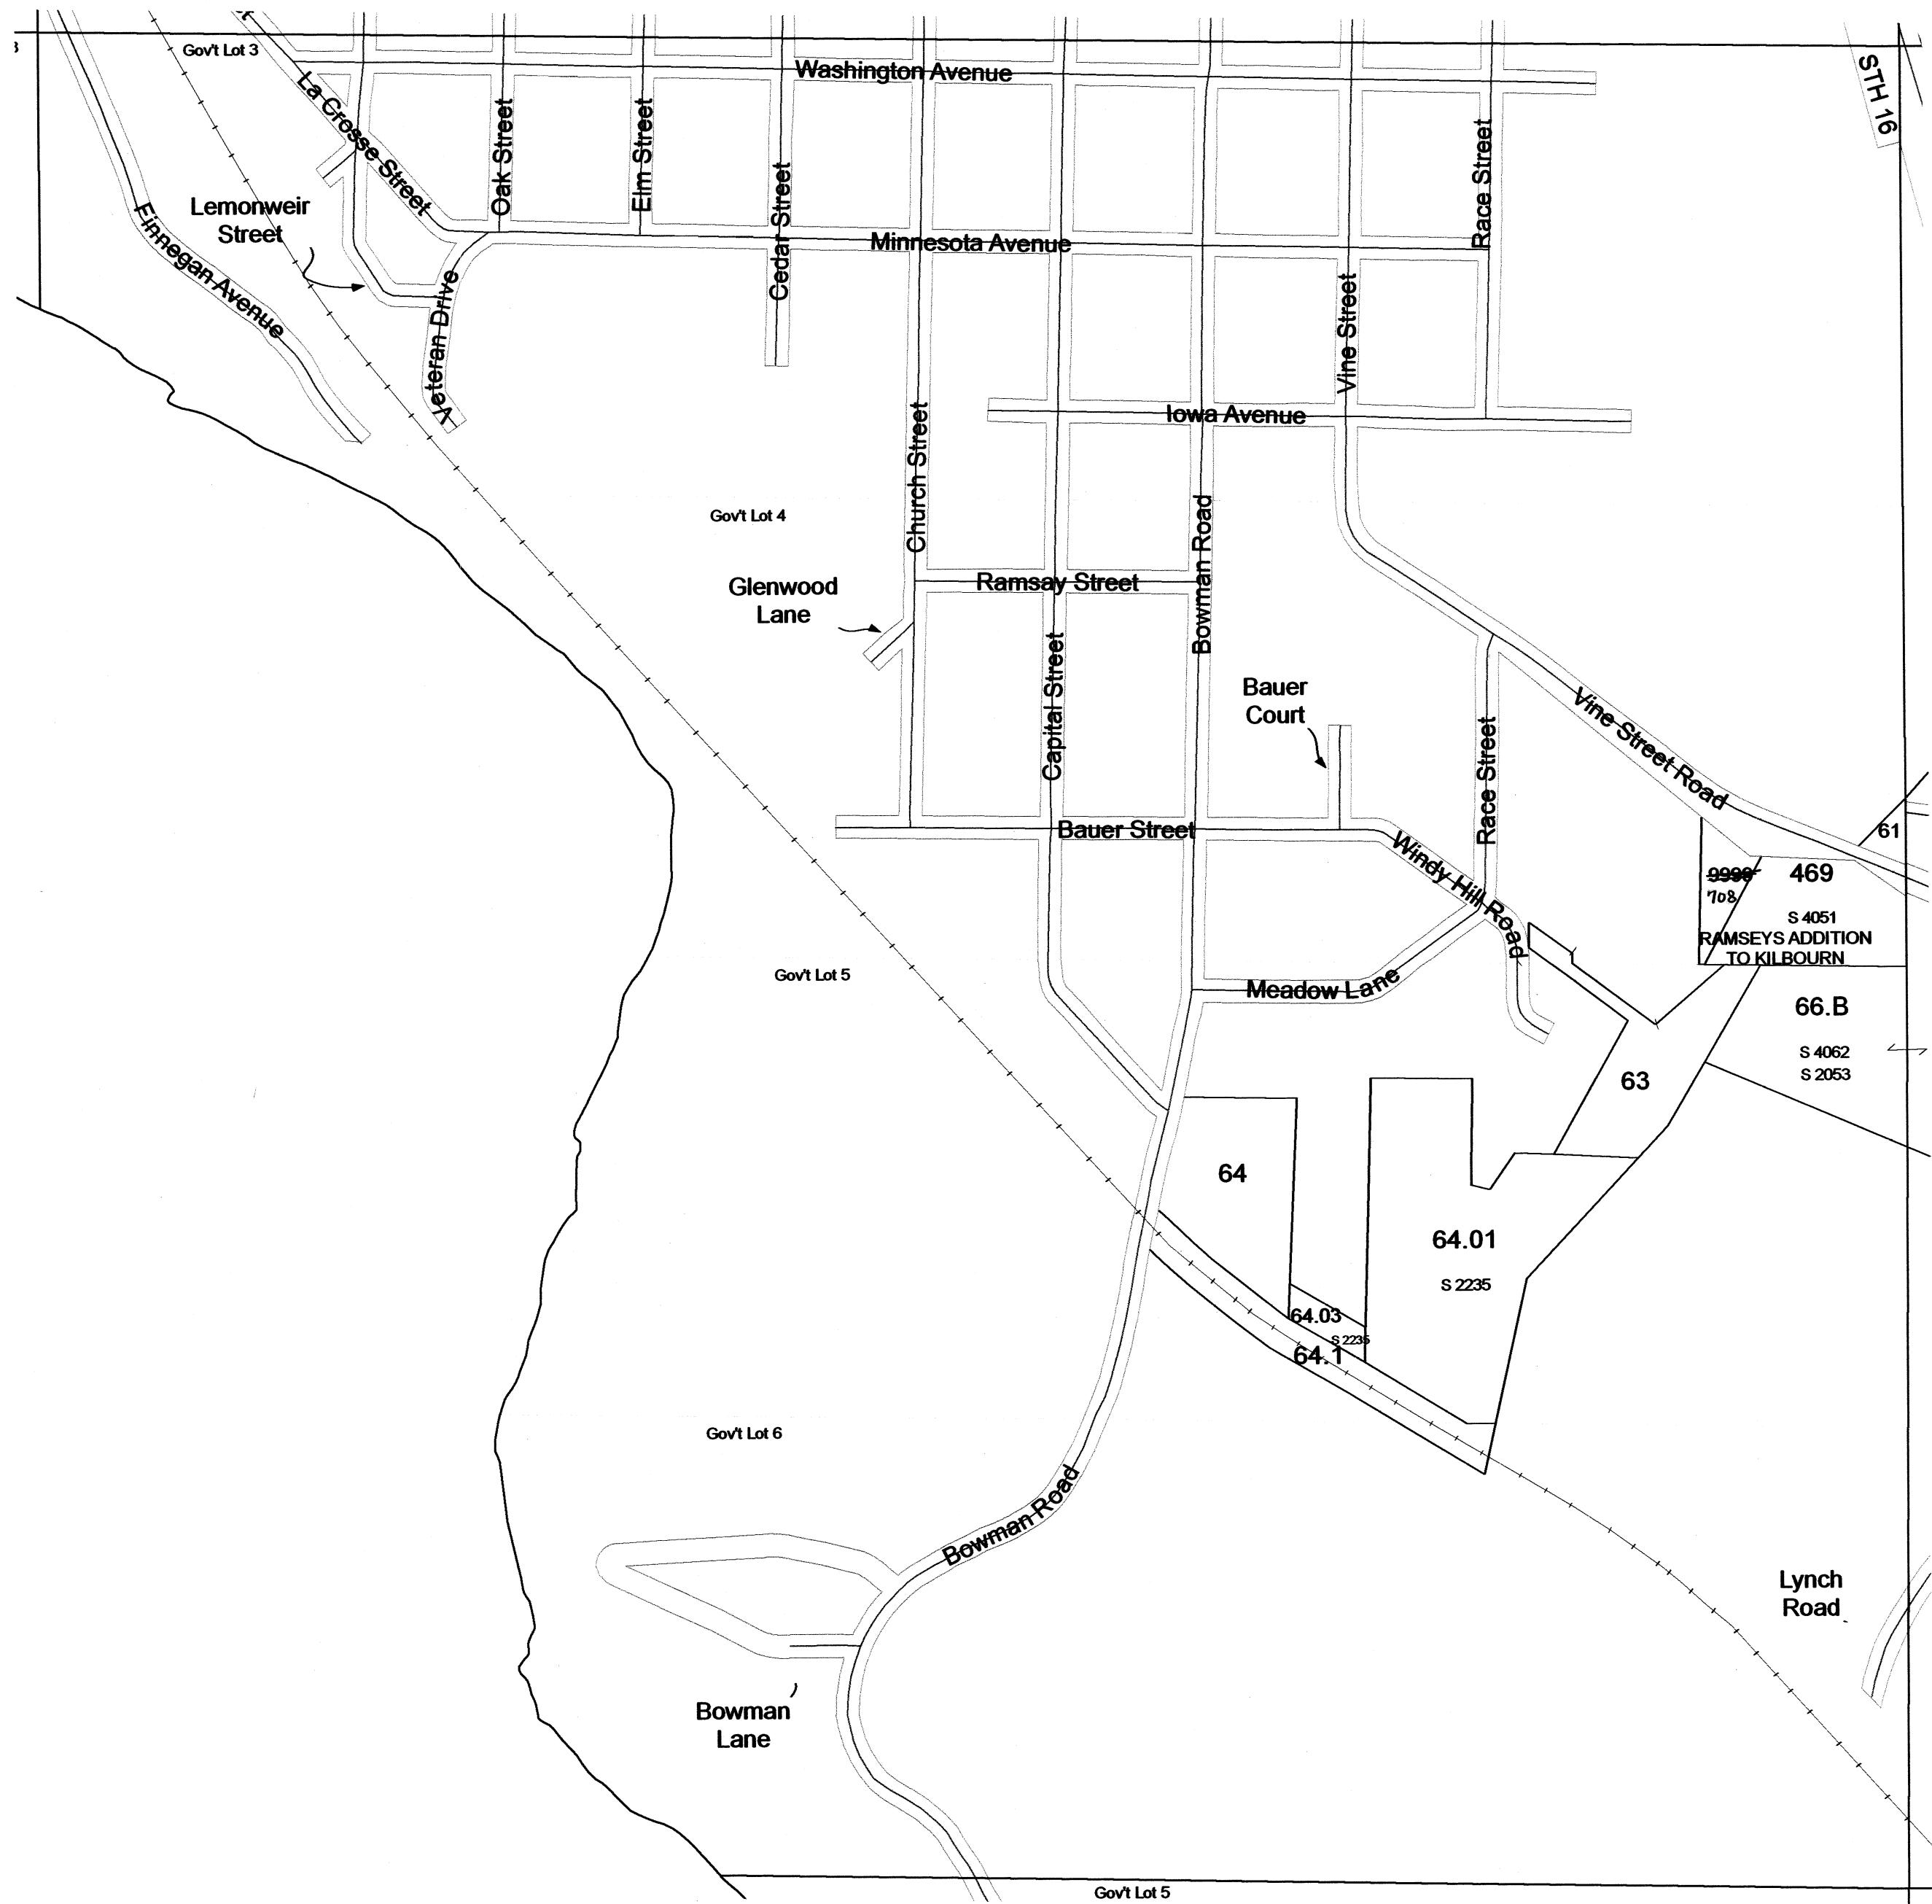 Gov't Lot 3
Washington Avenue
STH 16
La Crosse Street
Oak Street
Elm Street
Cedar Street
Race Street
Lemonweir
Street
Finnegan Avenue
Minnesota Avenue
Veteran Drive
Vine Street
Iowa Avenue
Church Street
Gov't Lot 4
Bowman Road
Ramsay Street
Glenwood
Lane
Capital Street
Bauer
Court
Vine Street Road
Race Street
Bauer Street
61
Windy Hill Road
9999
708
469
S 4051
RAMSEYS ADDITION
TO KILBOURN
Gov't Lot 5
Meadow Lane
66.B
S 4062
S 2053
63
64
64.01
S 2235
64.03
S 2235
64.1
Gov't Lot 6
Bowman Road
Lynch
Road
Bowman
Lane
Gov't Lot 5